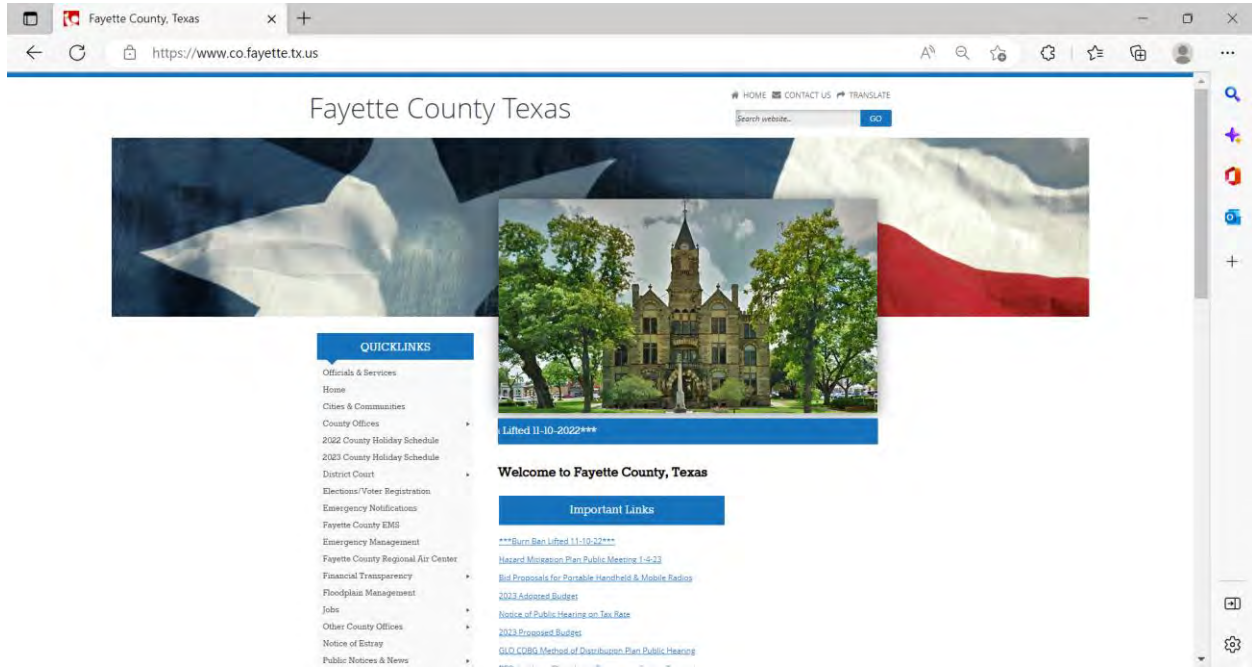 Fayette County, Texas
https://www.co.fayette.tx.us
Fayette County Texas
HOME CONTACT US TRANSLATE
Search website..
GO
QUICKLINKS
Officials & Services
Home
Cities & Communities
County Offices
2022 County Holiday Schedule
2023 County Holiday Schedule
District Court
Elections/Voter Registration
Emergency Notifications
Fayette County EMS
Emergency Management
Fayette County Regional Air Center
Financial Transparency
Floodplain Management
Jobs
Other County Offices
Notice of Estray
Public Notices & News
Lifted 11-10-2022***
Welcome to Fayette County, Texas
Important Links
***Burn Ban Lifted 11-10-22***
Hazard Mitigation Plan Public Meeting 1-4-23
Bid Proposals for Portable Handheld & Mobile Radios
2023 Adopted Budget
Notice of Public Hearing on Tax Rate
2023 Proposed Budget
GLO CDBG Method of Distribution Plan Public Hearing